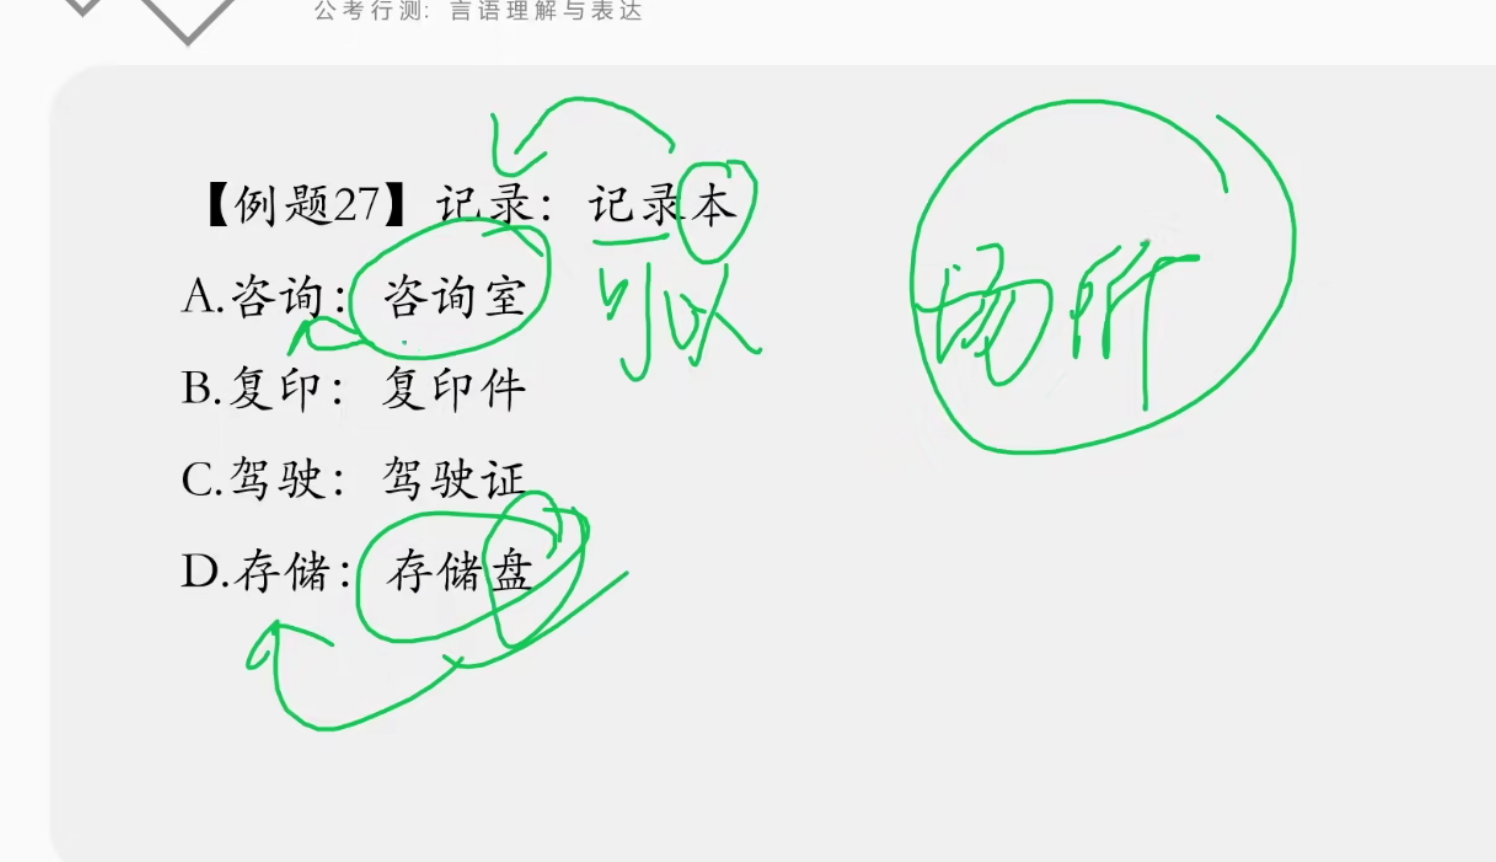 公考行测: 言语理解与表达
【例题27】记录: 记录本
A.咨询: 咨询室
可以
场所
B.复印: 复印件
C.驾驶: 驾驶证
D.存储: 存储盘